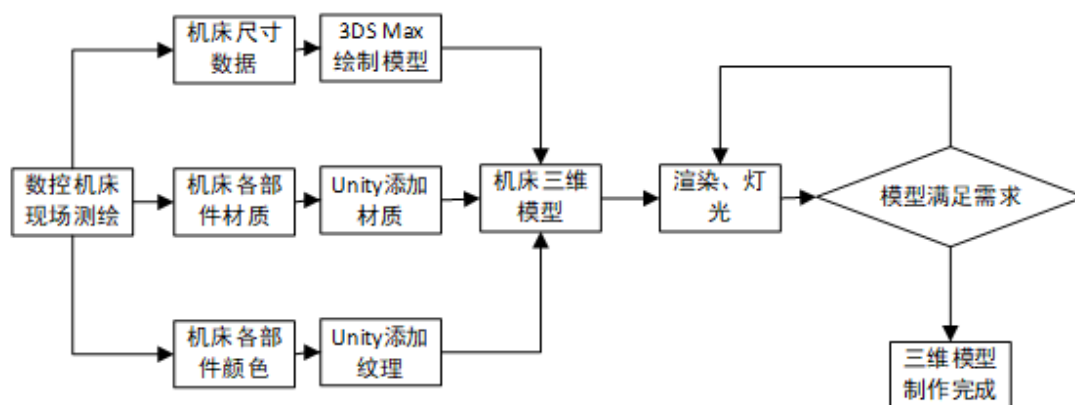 机床尺寸
数据
3DS Max
绘制模型
数控机床
现场测绘
机床各部
件材质
Unity添加
材质
机床三维
模型
渲染、灯
光
模型满足需求
机床各部
件颜色
Unity添加
纹理
三维模型
制作完成